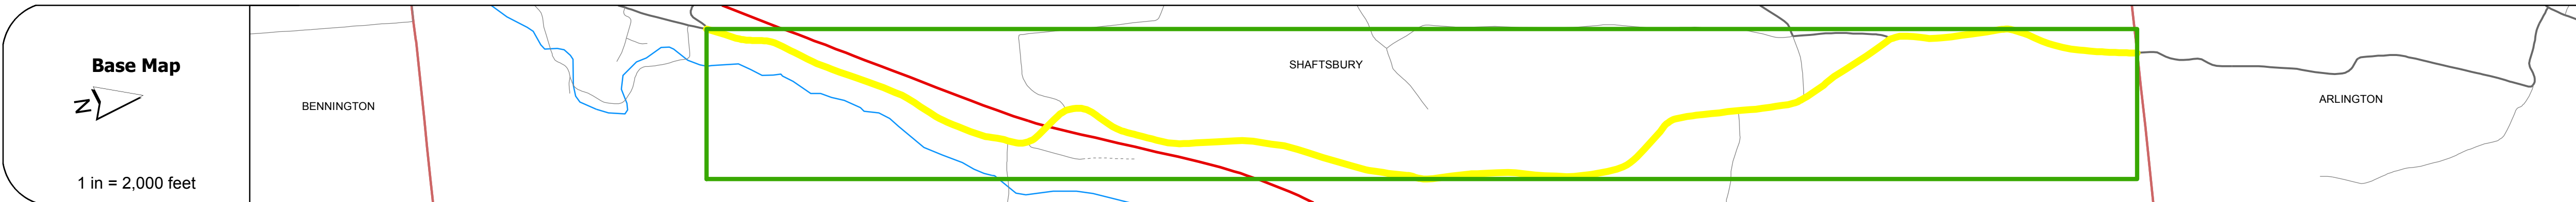 Base Map
N
1 in = 2,000 feet
BENNINGTON
SHAFTSBURY
ARLINGTON